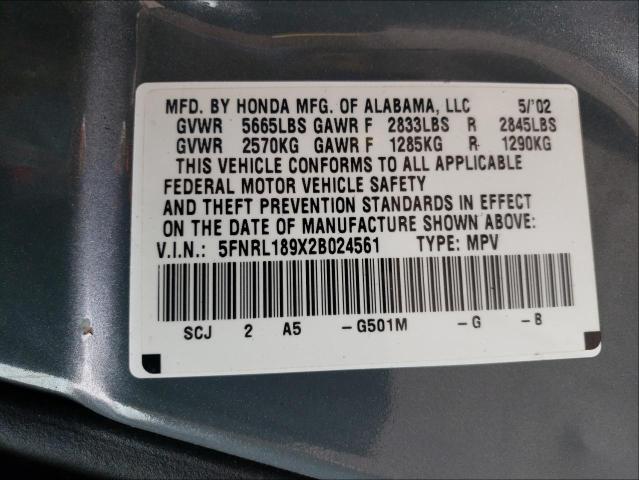 MFD. BY HONDA MFG. OF ALABAMA, LLC 5/'02
GVWR 5665LBS GAWR F 2833LBS R 2845LBS
GVWR 2570KG GAWR F 1285KG R 1290KG
THIS VEHICLE CONFORMS TO ALL APPLICABLE
FEDERAL MOTOR VEHICLE SAFETY
AND THEFT PREVENTION STANDARDS IN EFFECT
ON THE DATE OF MANUFACTURE SHOWN ABOVE:
V.I.N.: 5FNRL189X2B024561 TYPE: MPV
SCJ 2 A5 -G501M -G -B